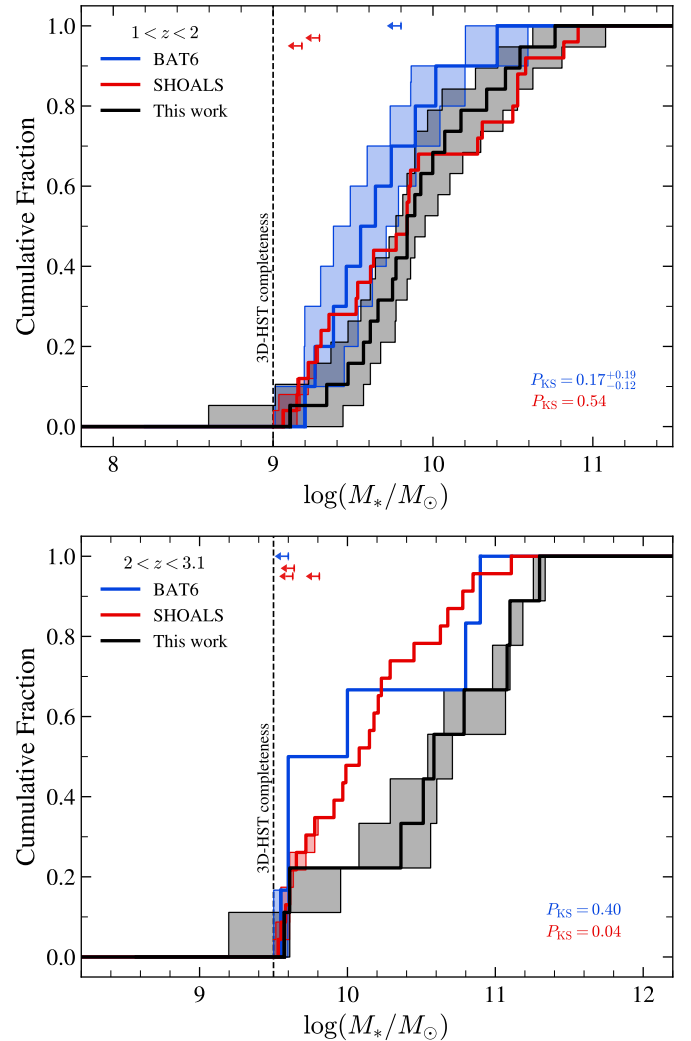 1 < z < 2
BAT6
SHOALS
This work
3D-HST completeness
P_KS = 0.17^{+0.19}_{-0.12}
P_KS = 0.54
Cumulative Fraction
1.0
0.8
0.6
0.4
0.2
0.0
8 9 10 11
log(M_*/M_⊙)
2 < z < 3.1
BAT6
SHOALS
This work
3D-HST completeness
P_KS = 0.40
P_KS = 0.04
Cumulative Fraction
1.0
0.8
0.6
0.4
0.2
0.0
9 10 11 12
log(M_*/M_⊙)